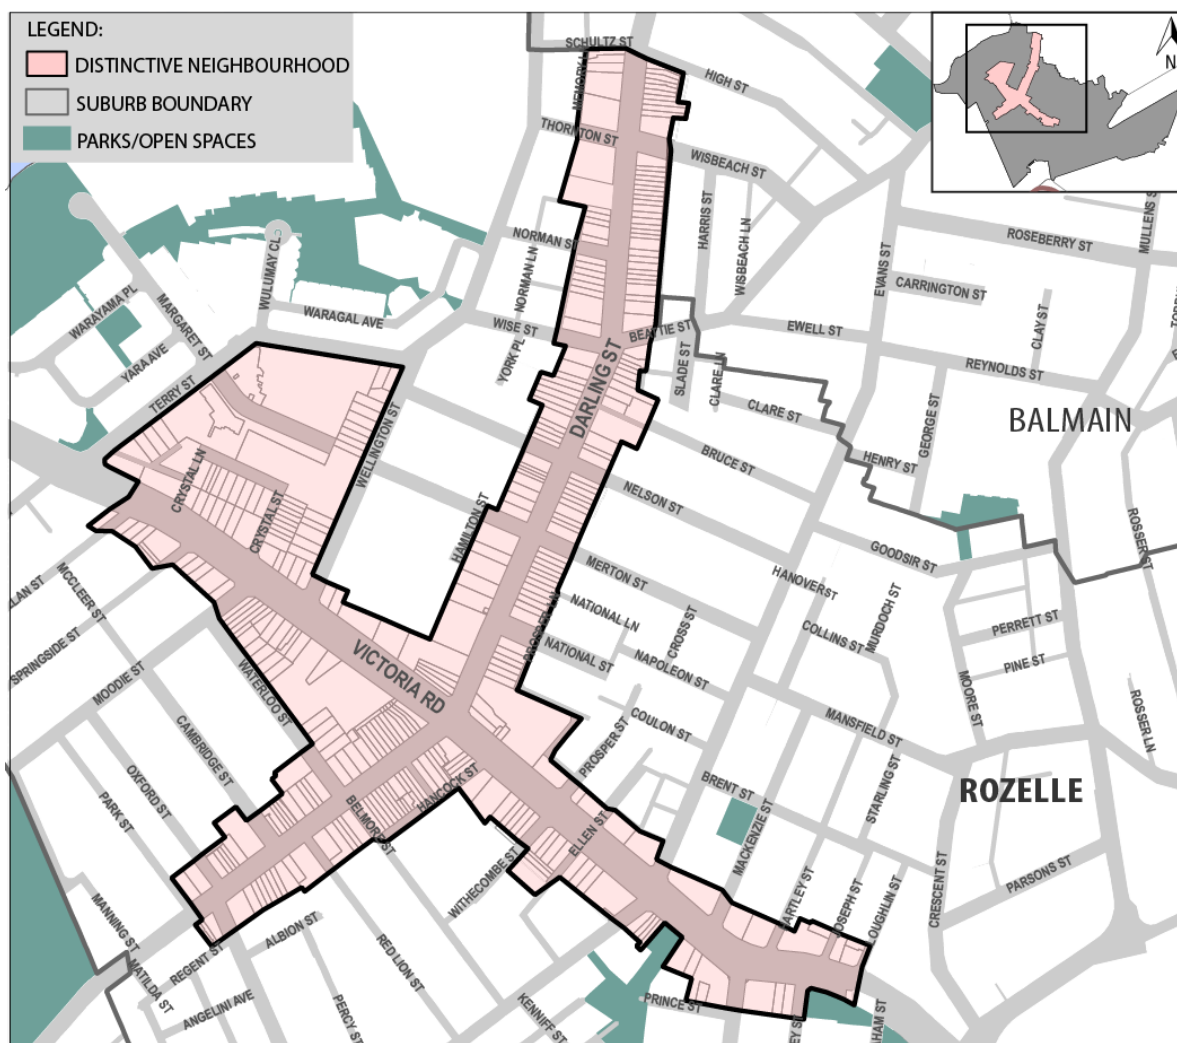 LEGEND:
DISTINCTIVE NEIGHBOURHOOD
SUBURB BOUNDARY
PARKS/OPEN SPACES
N
SCHULTZ ST
HIGH ST
THORNTON ST
WISBEACH ST
HARRIS ST
WISBEACH LN
MULLENS S
ROSEBERRY ST
EVANS ST
CARRINGTON ST
CLAY ST
NORMAN ST
NORMAN LN
WULUMAY CL
WARAYAMA PL
MARGARET ST
WARAGAL AVE
YARA AVE
TERRY ST
WISE ST
YORK PL
BEATTIE ST
EWELL ST
REYNOLDS ST
SLADE ST
CLARE LN
CLARE ST
DARLING ST
GEORGE ST
BALMAIN
HENRY ST
BRUCE ST
WELLINGTON ST
CRYSTAL LN
CRYSTAL ST
HAMILTON ST
NELSON ST
ROSSER ST
GOODSIR ST
MERTON ST
HANOVER ST
MURDOCH ST
COLLINS ST
NATIONAL LN
CROSS ST
NATIONAL ST
NAPOLEON ST
PERRETT ST
PINE ST
MOORE ST
ROSSER LN
LAN ST
MCCLEER ST
SPRINGSIDE ST
MOODIE ST
WATERLOO ST
VICTORIA RD
CAMBRIDGE ST
OXFORD ST
PARK ST
COULON ST
PROSPER ST
MANSFIELD ST
BRENT ST
STARLING ST
MACKENZIE ST
ROZELLE
HANCOCK ST
BELMORE ST
ELLEN ST
WITHECOMBE ST
PARSONS ST
CRESCENT ST
HARTLEY ST
JOSEPH ST
LOUGHLIN ST
MANNING ST
MATILDA ST
REGENT ST
ALBION ST
RED LION ST
ANGELINI AVE
PERCY ST
KENNIFF ST
PRINCE ST
EY ST
HAM ST